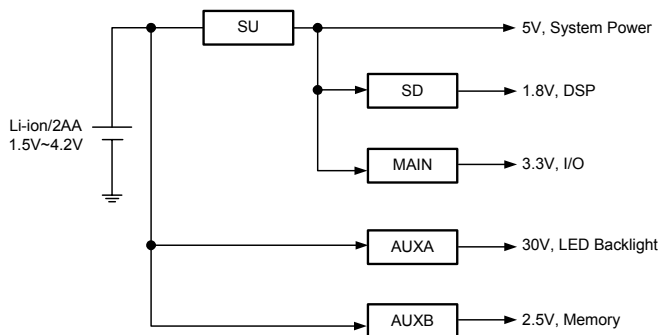 SU
5V, System Power
SD
1.8V, DSP
Li-ion/2AA
1.5V~4.2V
MAIN
3.3V, I/O
AUXA
30V, LED Backlight
AUXB
2.5V, Memory